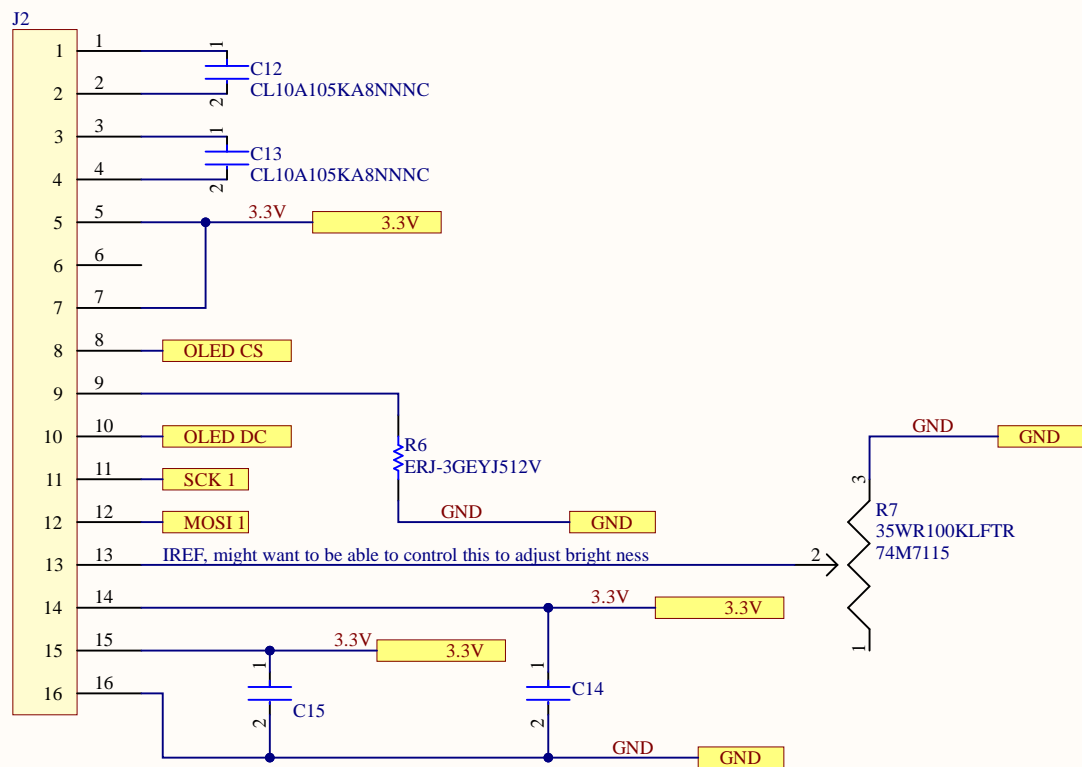 J2
1 1
1
C12
2 2
CL10A105KA8NNNC
2
3 3
1
C13
4 4
CL10A105KA8NNNC
2
5 5
3.3V
3.3V
6 6
7 7
8 8
OLED CS
9 9
10 10
OLED DC
R6
ERJ-3GEYJ512V
GND
GND
11 11
SCK 1
3
R7
35WR100KLFTR
74M7115
12 12
MOSI 1
GND
GND
13 13
IREF, might want to be able to control this to adjust bright ness
2
14 14
3.3V
3.3V
15 15
3.3V
3.3V
1
1
1
16 16
C15
C14
2
2
GND
GND